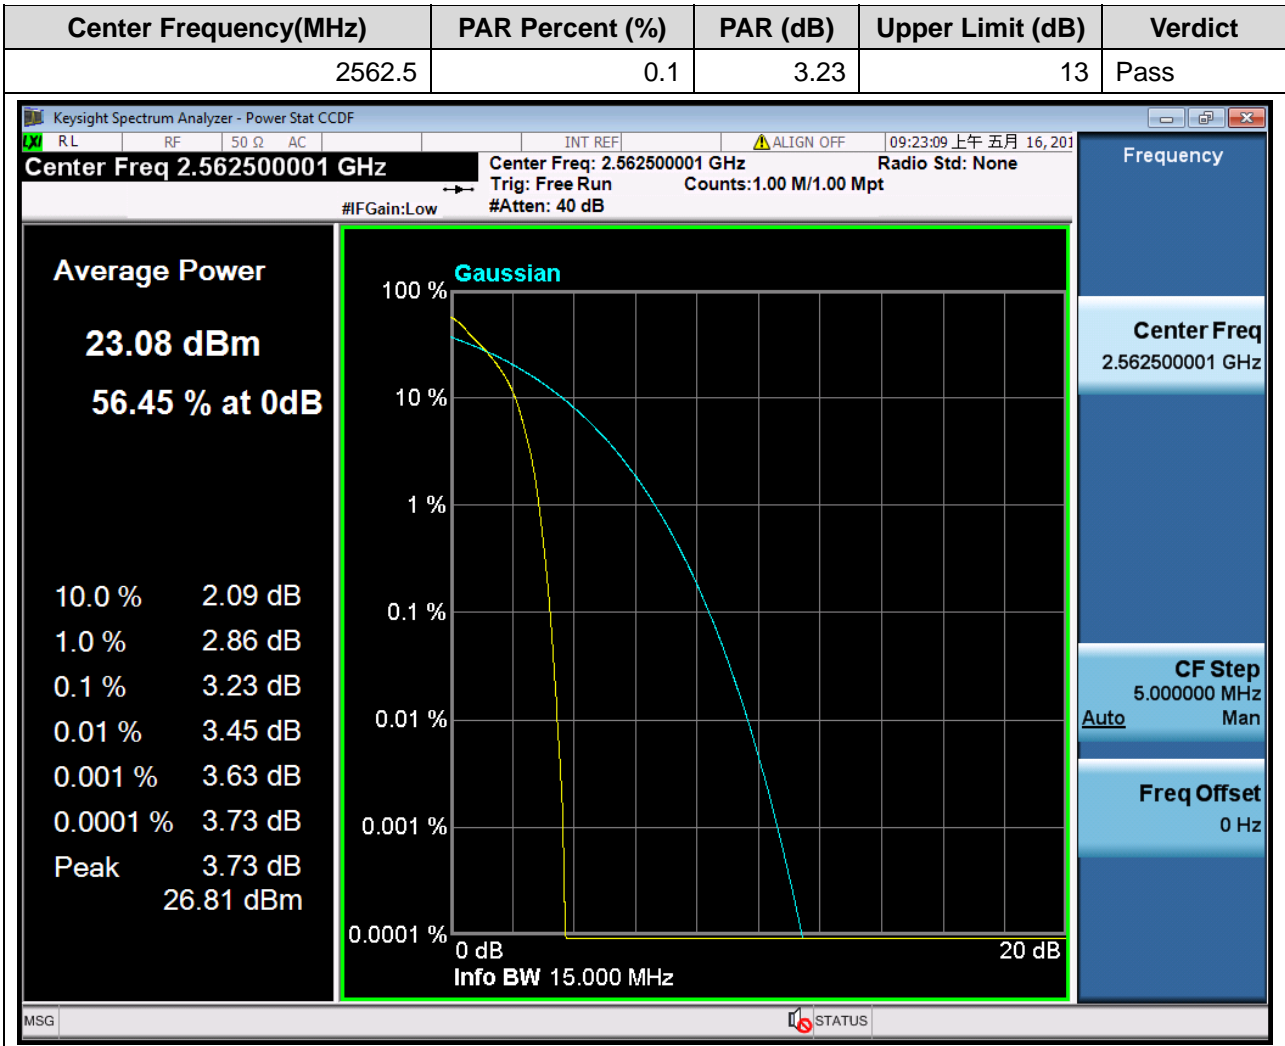 Center Frequency(MHz) PAR Percent (%) PAR (dB) Upper Limit (dB) Verdict
2562.5 0.1 3.23 13 Pass
Keysight Spectrum Analyzer - Power Stat CCDF
LXI RL RF 50 Ω AC INT REF ALIGN OFF 09:23:09 上午 五月 16, 201
Center Freq 2.562500001 GHz
Center Freq: 2.562500001 GHz Radio Std: None
Trig: Free Run Counts:1.00 M/1.00 Mpt
#IFGain:Low #Atten: 40 dB
Average Power
23.08 dBm
56.45 % at 0dB
10.0 % 2.09 dB
1.0 % 2.86 dB
0.1 % 3.23 dB
0.01 % 3.45 dB
0.001 % 3.63 dB
0.0001 % 3.73 dB
Peak 3.73 dB
26.81 dBm
Gaussian
100 %
10 %
1 %
0.1 %
0.01 %
0.001 %
0.0001 %
0 dB 20 dB
Info BW 15.000 MHz
Frequency
Center Freq
2.562500001 GHz
CF Step
5.000000 MHz
Auto Man
Freq Offset
0 Hz
MSG STATUS